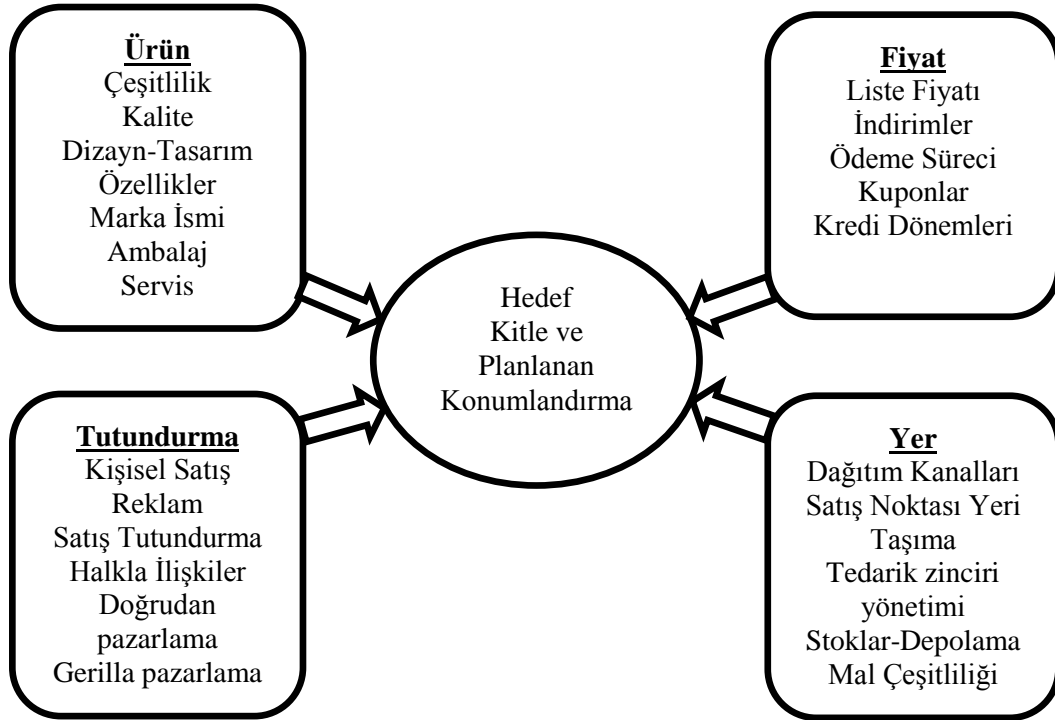 Ürün
Çeşitlilik
Kalite
Dizayn-Tasarım
Özellikler
Marka İsmi
Ambalaj
Servis
Fiyat
Liste Fiyatı
İndirimler
Ödeme Süreci
Kuponlar
Kredi Dönemleri
Hedef
Kitle ve
Planlanan
Konumlandırma
Tutundurma
Kişisel Satış
Reklam
Satış Tutundurma
Halkla İlişkiler
Doğrudan
pazarlama
Gerilla pazarlama
Yer
Dağıtım Kanalları
Satış Noktası Yeri
Taşıma
Tedarik zinciri
yönetimi
Stoklar-Depolama
Mal Çeşitliliği